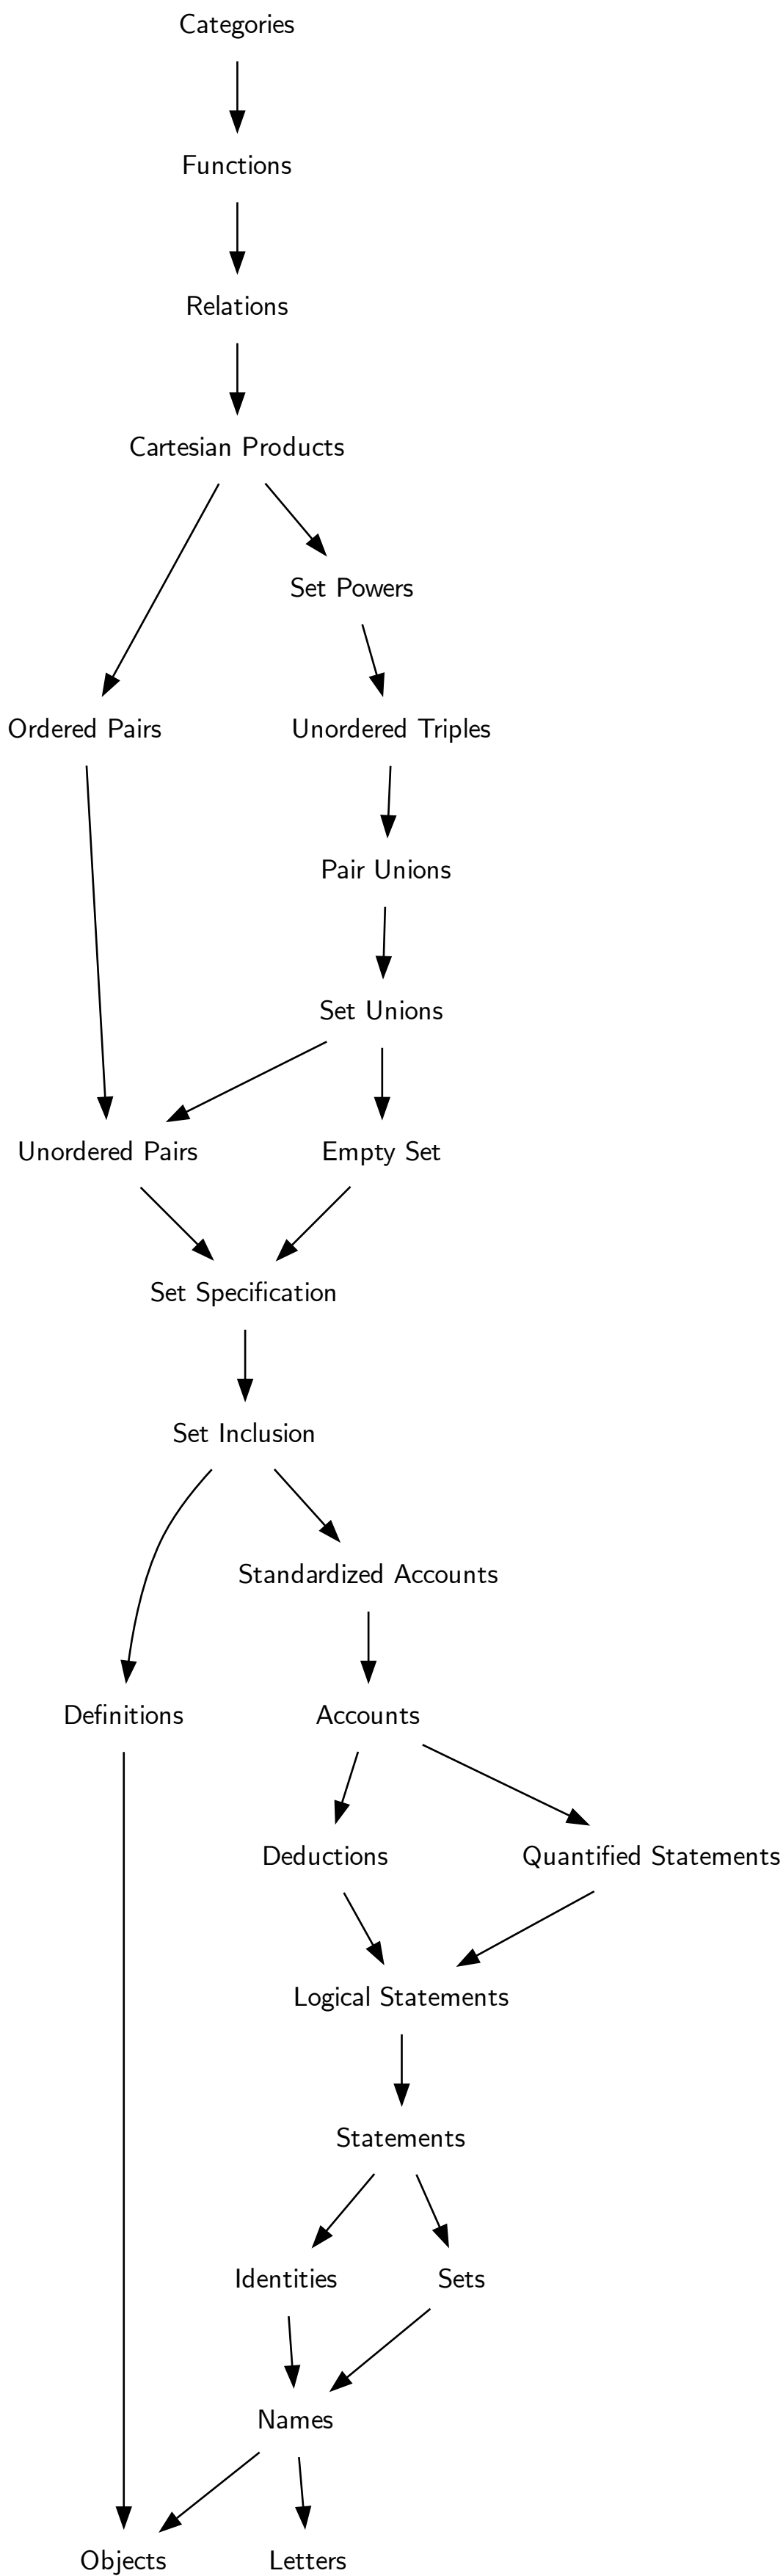 Categories
Functions
Relations
Cartesian Products
Set Powers
Ordered Pairs
Unordered Triples
Pair Unions
Set Unions
Unordered Pairs
Empty Set
Set Specification
Set Inclusion
Standardized Accounts
Definitions
Accounts
Deductions
Quantified Statements
Logical Statements
Statements
Identities
Sets
Names
Objects
Letters